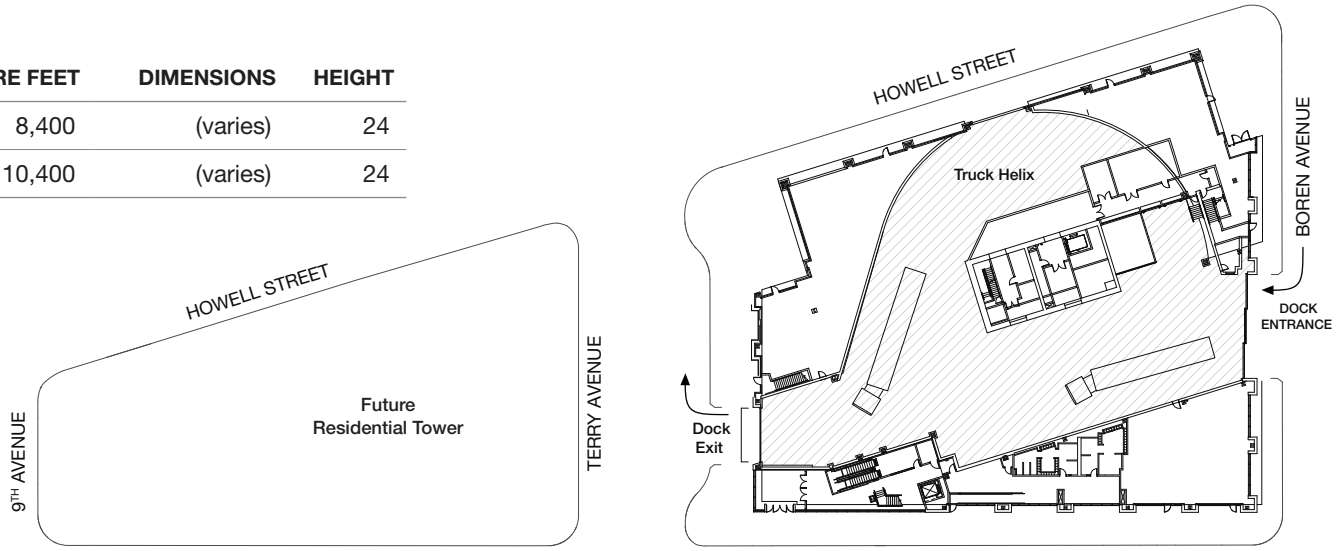 RE FEET DIMENSIONS HEIGHT
8,400 (varies) 24
10,400 (varies) 24
HOWELL STREET
9TH AVENUE
Future
Residential Tower
TERRY AVENUE
HOWELL STREET
Truck Helix
BOREN AVENUE
DOCK
ENTRANCE
Dock
Exit